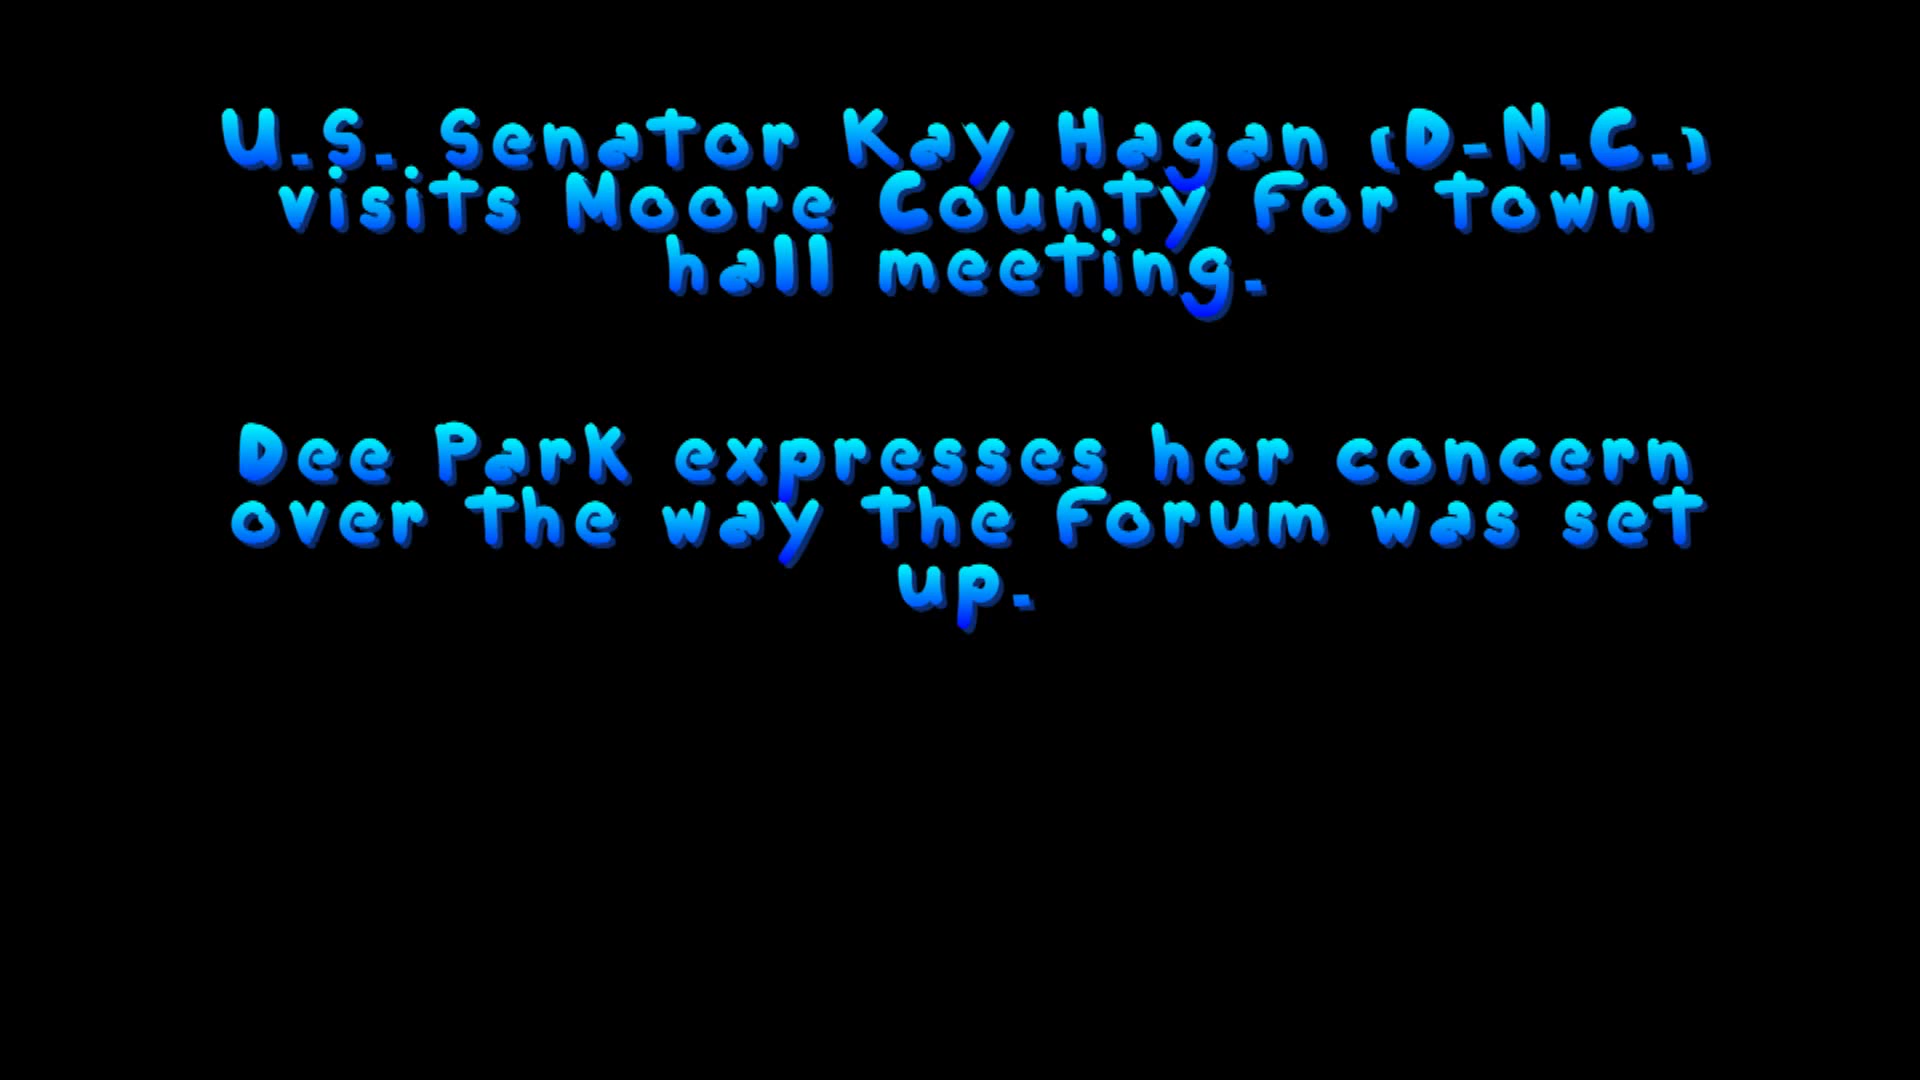 U.S. Senator Kay Hagan (D-N.C.)
visits Moore County for town
hall meeting.
Dee Park expresses her concern
over the way the forum was set
up.